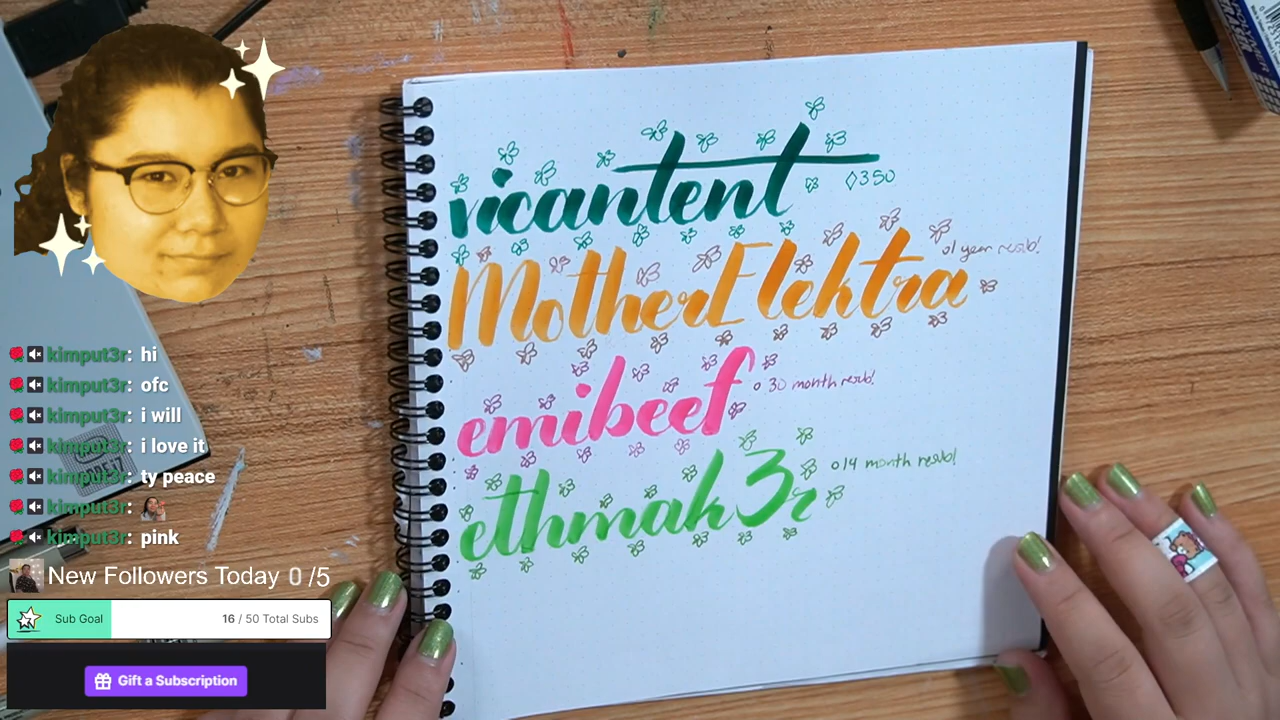 vicantent
◊350
MotherElektra
01 year resub!
emibeef
o 30 month resub!
ethmak3r
o 14 month resub!
kimput3r: hi
kimput3r: ofc
kimput3r: i will
kimput3r: i love it
kimput3r: ty peace
kimput3r:
kimput3r: pink
New Followers Today 0 /5
Sub Goal 16 / 50 Total Subs
Gift a Subscription